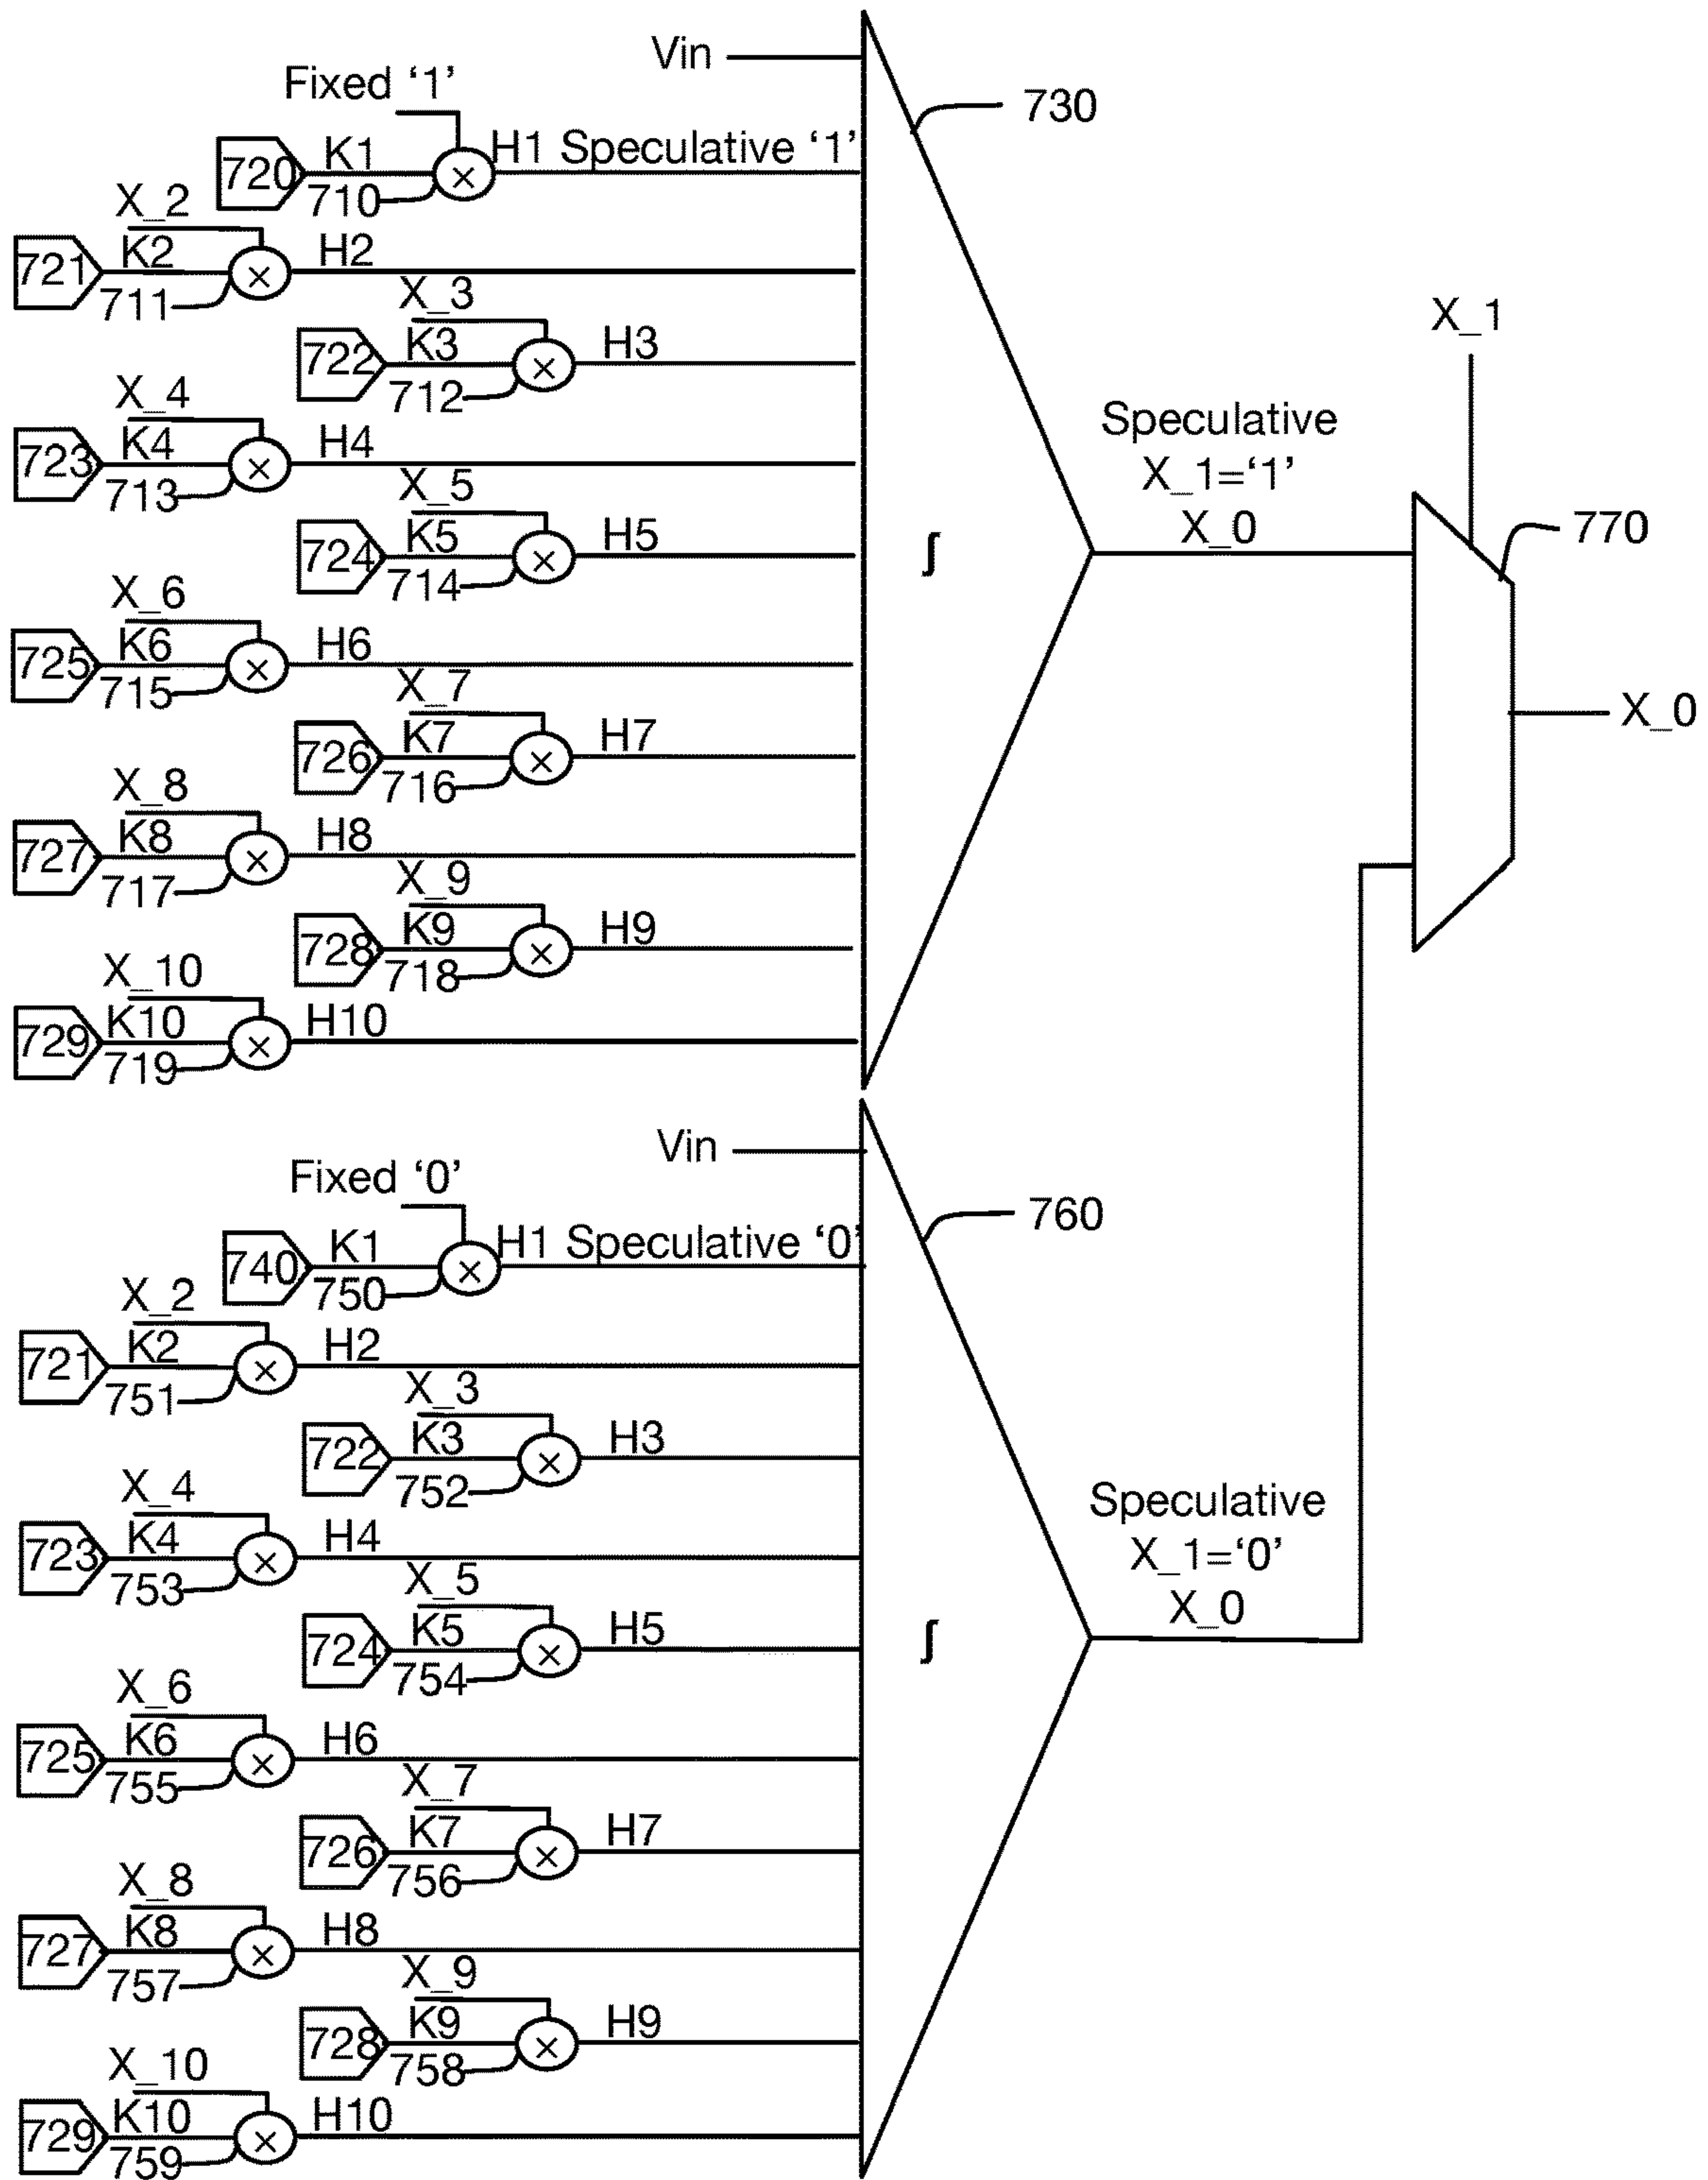 Vin
730
Fixed ‘1’
720 K1 H1 Speculative ‘1’
710
X_2
721 K2 H2
711
X_3
722 K3 H3
712
X_4
723 K4 H4
713
X_5
724 K5 H5
714
X_6
725 K6 H6
715
X_7
726 K7 H7
716
X_8
727 K8 H8
717
X_9
728 K9 H9
718
X_10
729 K10 H10
719
∫
Speculative
X_1=‘1’
X_0
X_1
770
X_0
Vin
760
Fixed ‘0’
740 K1 H1 Speculative ‘0’
750
X_2
721 K2 H2
751
X_3
722 K3 H3
752
X_4
723 K4 H4
753
X_5
724 K5 H5
754
X_6
725 K6 H6
755
X_7
726 K7 H7
756
X_8
727 K8 H8
757
X_9
728 K9 H9
758
X_10
729 K10 H10
759
∫
Speculative
X_1=‘0’
X_0